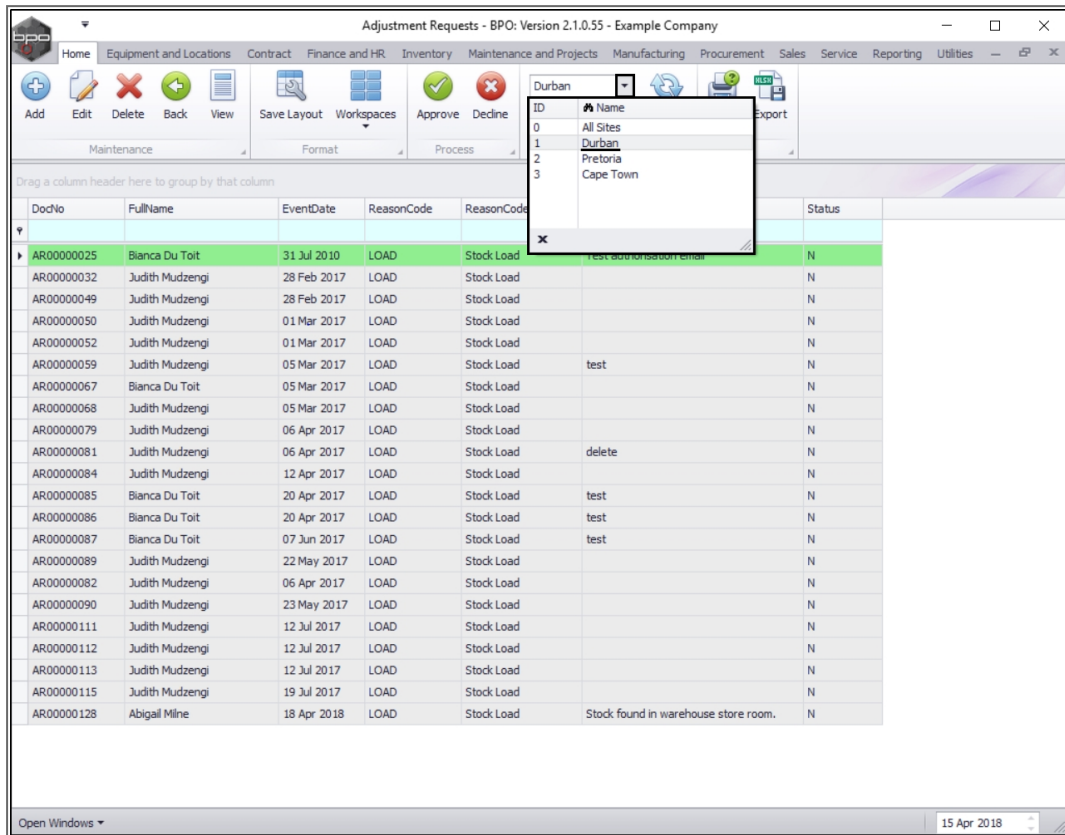 Adjustment Requests - BPO: Version 2.1.0.55 - Example Company
bpo
Home Equipment and Locations Contract Finance and HR Inventory Maintenance and Projects Manufacturing Procurement Sales Service Reporting Utilities
Durban
Add Edit Delete Back View Save Layout Workspaces Approve Decline Export
Maintenance Format Process
ID Name
0 All Sites
1 Durban
2 Pretoria
3 Cape Town
Drag a column header here to group by that column
DocNo FullName EventDate ReasonCode ReasonCode Status
AR00000025 Bianca Du Toit 31 Jul 2010 LOAD Stock Load Test authorisation email N
AR00000032 Judith Mudzengi 28 Feb 2017 LOAD Stock Load N
AR00000049 Judith Mudzengi 28 Feb 2017 LOAD Stock Load N
AR00000050 Judith Mudzengi 01 Mar 2017 LOAD Stock Load N
AR00000052 Judith Mudzengi 01 Mar 2017 LOAD Stock Load N
AR00000059 Judith Mudzengi 05 Mar 2017 LOAD Stock Load test N
AR00000067 Bianca Du Toit 05 Mar 2017 LOAD Stock Load N
AR00000068 Judith Mudzengi 05 Mar 2017 LOAD Stock Load N
AR00000079 Judith Mudzengi 06 Apr 2017 LOAD Stock Load N
AR00000081 Judith Mudzengi 06 Apr 2017 LOAD Stock Load delete N
AR00000084 Judith Mudzengi 12 Apr 2017 LOAD Stock Load N
AR00000085 Bianca Du Toit 20 Apr 2017 LOAD Stock Load test N
AR00000086 Bianca Du Toit 20 Apr 2017 LOAD Stock Load test N
AR00000087 Bianca Du Toit 07 Jun 2017 LOAD Stock Load test N
AR00000089 Judith Mudzengi 22 May 2017 LOAD Stock Load N
AR00000082 Judith Mudzengi 06 Apr 2017 LOAD Stock Load N
AR00000090 Judith Mudzengi 23 May 2017 LOAD Stock Load N
AR00000111 Judith Mudzengi 12 Jul 2017 LOAD Stock Load N
AR00000112 Judith Mudzengi 12 Jul 2017 LOAD Stock Load N
AR00000113 Judith Mudzengi 12 Jul 2017 LOAD Stock Load N
AR00000115 Judith Mudzengi 19 Jul 2017 LOAD Stock Load N
AR00000128 Abigail Milne 18 Apr 2018 LOAD Stock Load Stock found in warehouse store room. N
Open Windows 15 Apr 2018